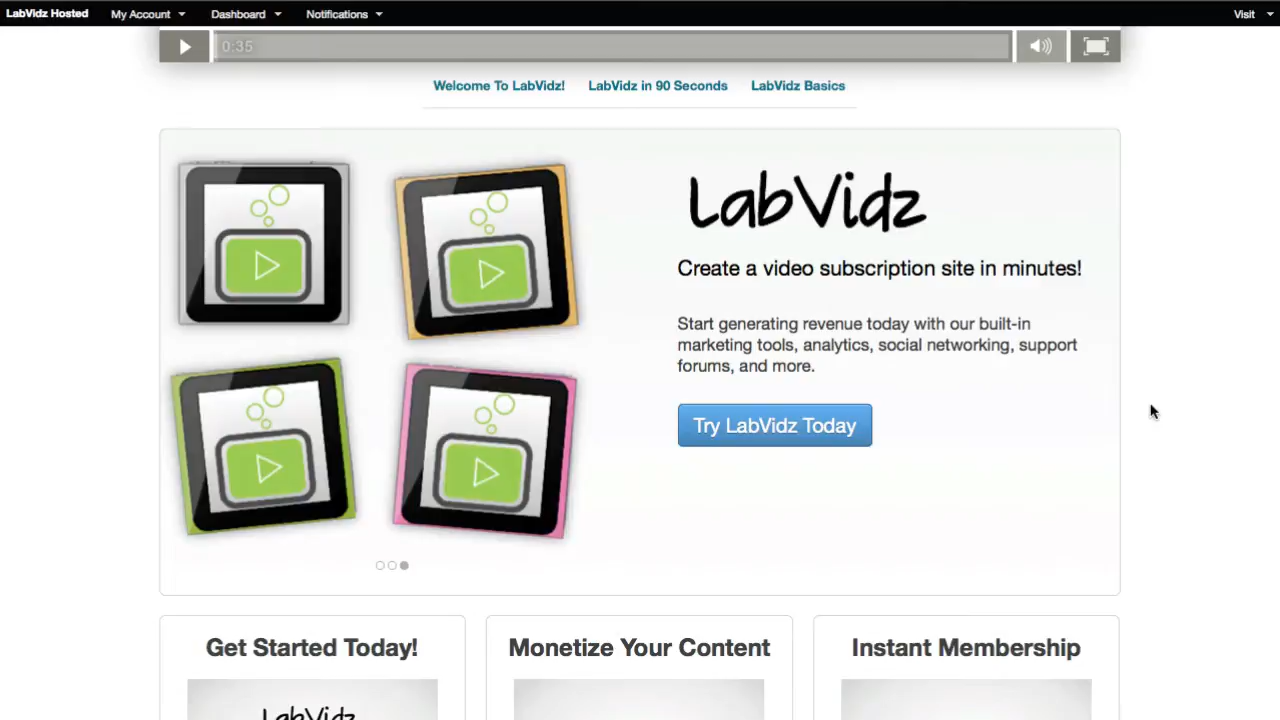 LabVidz Hosted My Account Dashboard Notifications Visit
0:35
Welcome To LabVidz! LabVidz in 90 Seconds LabVidz Basics
LabVidz
Create a video subscription site in minutes!
Start generating revenue today with our built-in
marketing tools, analytics, social networking, support
forums, and more.
Try LabVidz Today
Get Started Today! Monetize Your Content Instant Membership
LabVidz